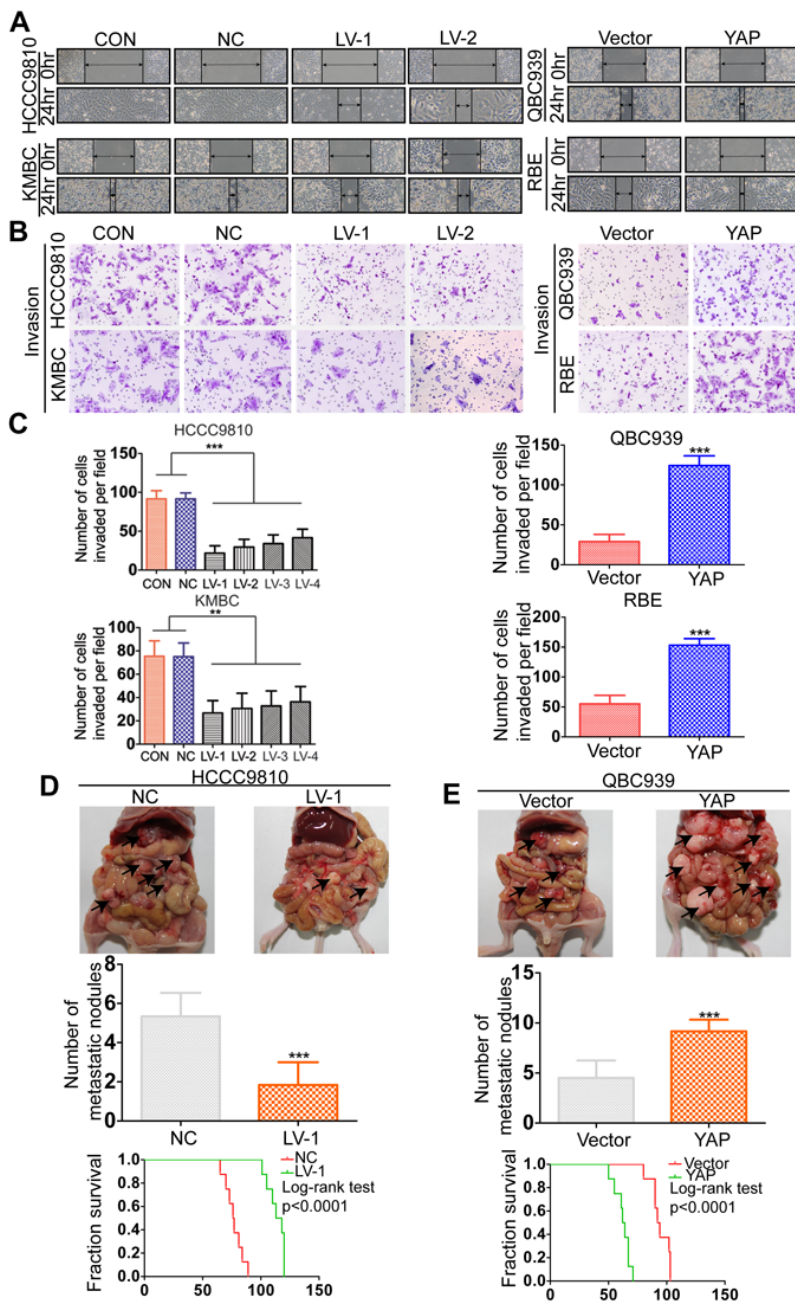 A
CON NC LV-1 LV-2 Vector YAP
HCCC9810 0hr 24hr QBC939 0hr 24hr
KMBC 0hr 24hr RBE 0hr 24hr
B
CON NC LV-1 LV-2 Vector YAP
Invasion HCCC9810 KMBC Invasion QBC939 RBE
C
HCCC9810
Number of cells
invaded per field
150
100
50
0
***
CON NC LV-1 LV-2 LV-3 LV-4
QBC939
Number of cells
invaded per field
150
100
50
0
***
Vector YAP
KMBC
Number of cells
invaded per field
100
80
60
40
20
0
**
CON NC LV-1 LV-2 LV-3 LV-4
RBE
Number of cells
invaded per field
200
150
100
50
0
***
Vector YAP
D
HCCC9810
NC LV-1
Number of
metastatic nodules
8
6
4
2
0
***
NC LV-1
Fraction survival
1.0
0.8
0.6
0.4
0.2
0.0
0 50 100 150
NC
LV-1
Log-rank test
p<0.0001
E
QBC939
Vector YAP
Number of
metastatic nodules
15
10
5
0
***
Vector YAP
Fraction survival
1.0
0.8
0.6
0.4
0.2
0.0
0 50 100 150
Vector
YAP
Log-rank test
p<0.0001